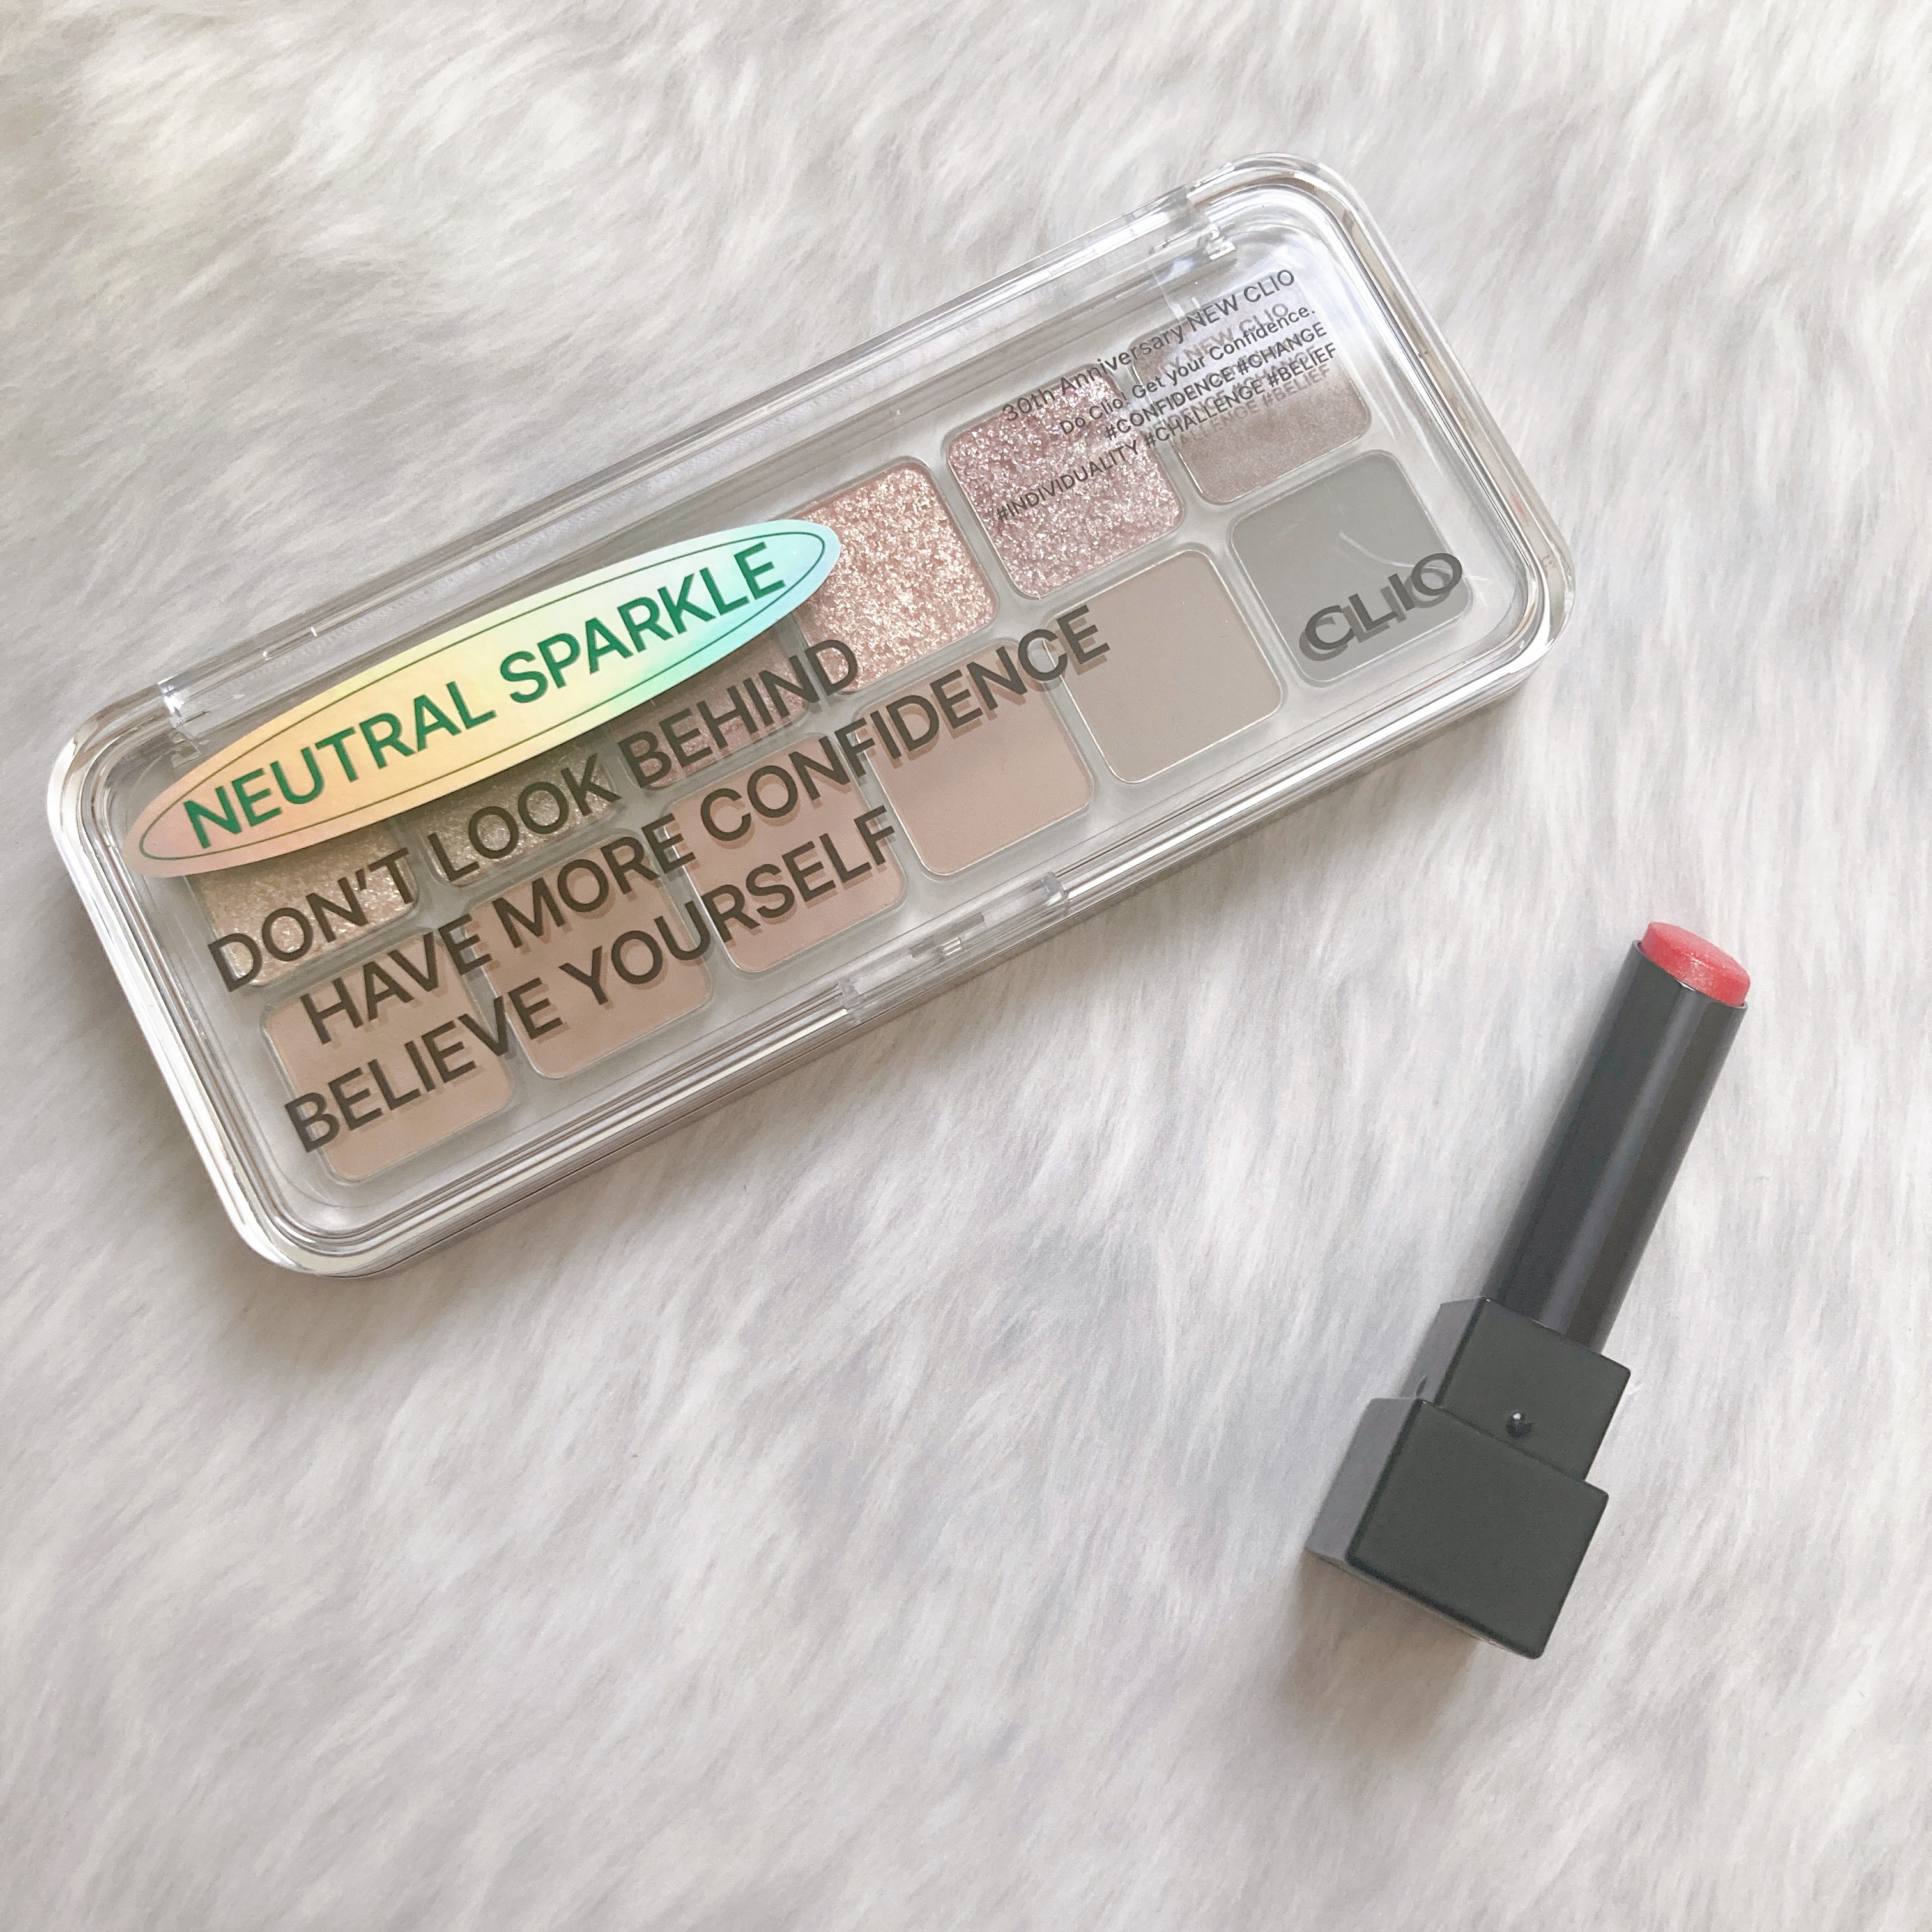 30th Anniversary NEW CLIO
Do Clio! Get your Confidence.
#CONFIDENCE #CHANGE
#INDIVIDUALITY #CHALLENGE #BELIEF
NEUTRAL SPARKLE
DON'T LOOK BEHIND
HAVE MORE CONFIDENCE
BELIEVE YOURSELF
CLIO